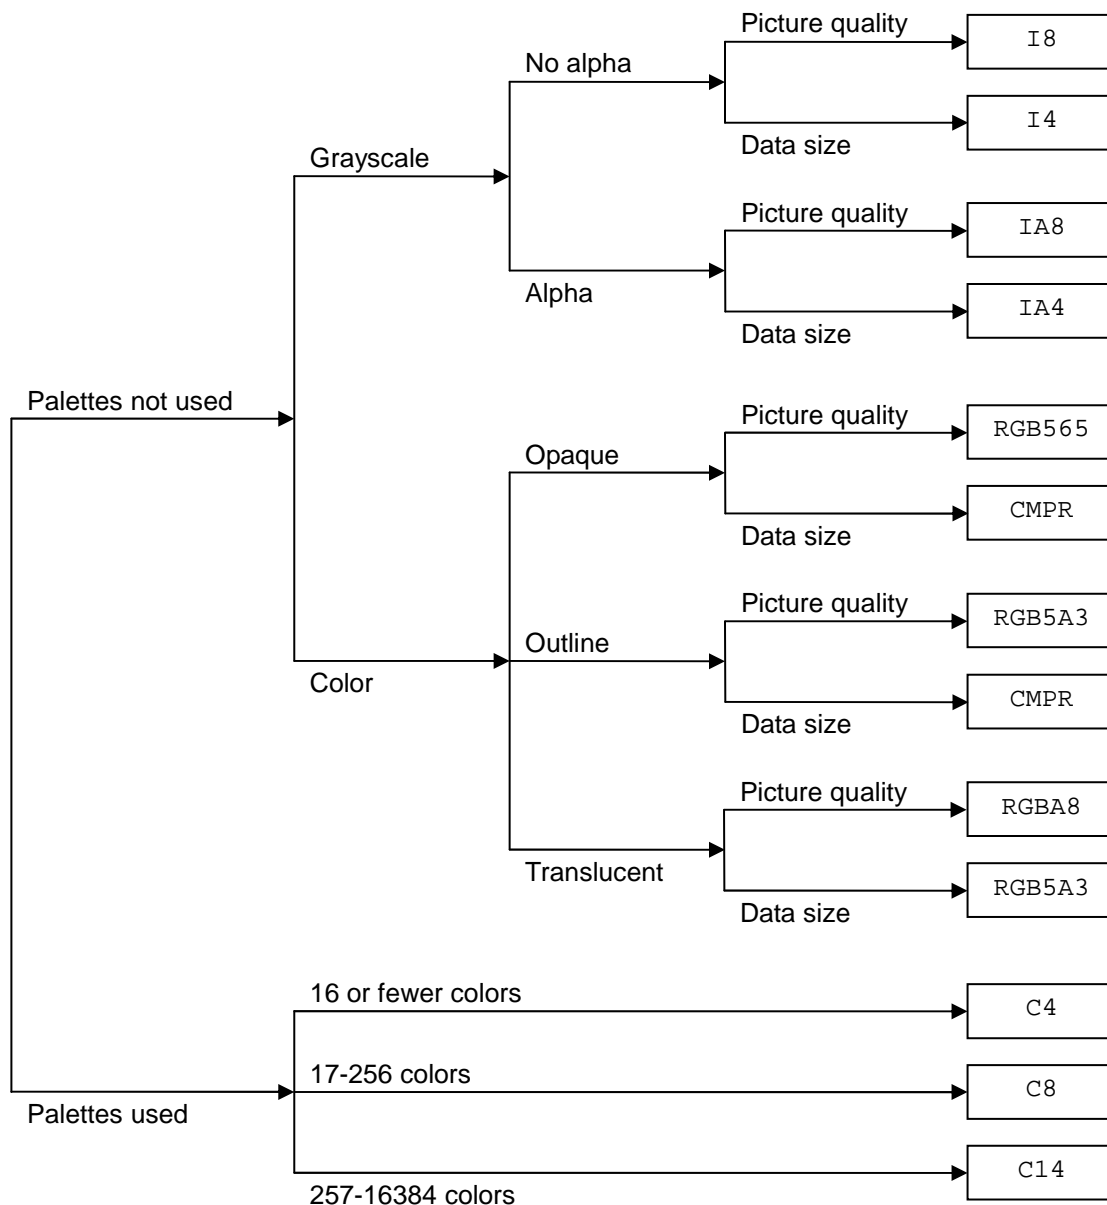 Picture quality
I8
No alpha
I4
Data size
Grayscale
Picture quality
IA8
Alpha
IA4
Data size
Palettes not used
Picture quality
RGB565
Opaque
CMPR
Data size
Picture quality
RGB5A3
Outline
Color
CMPR
Data size
Picture quality
RGBA8
Translucent
RGB5A3
Data size
16 or fewer colors
C4
17-256 colors
C8
Palettes used
257-16384 colors
C14